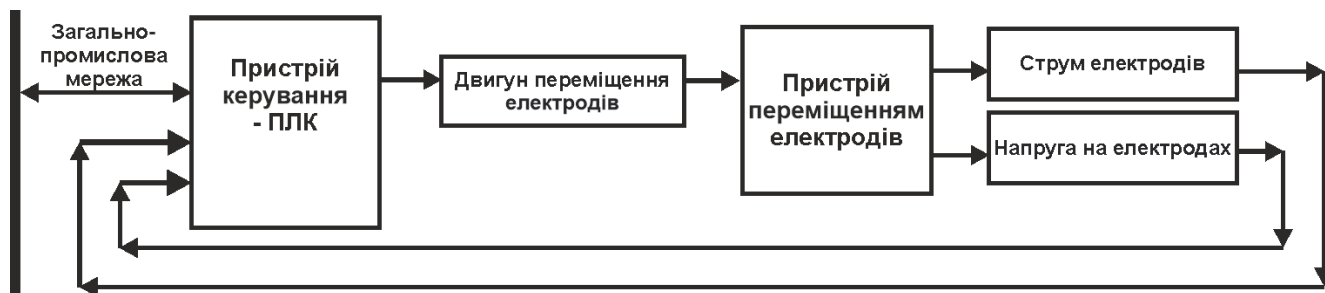 Загально-
промислова
мережа
Пристрій
керування
- ПЛК
Двигун переміщення
електродів
Пристрій
переміщенням
електродів
Струм електродів
Напруга на електродах